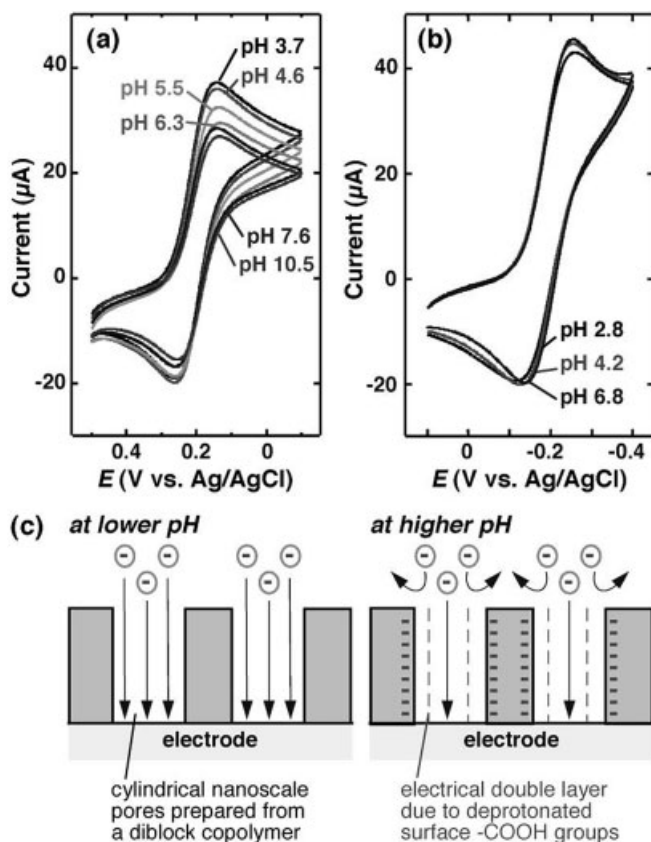 (a)
pH 3.7
pH 4.6
pH 5.5
pH 6.3
pH 7.6
pH 10.5
40
20
0
-20
Current (µA)
0.4
0.2
0
E (V vs. Ag/AgCl)
(b)
pH 2.8
pH 4.2
pH 6.8
40
20
0
-20
Current (µA)
0
-0.2
-0.4
E (V vs. Ag/AgCl)
(c)
at lower pH
electrode
cylindrical nanoscale
pores prepared from
a diblock copolymer
at higher pH
electrode
electrical double layer
due to deprotonated
surface -COOH groups